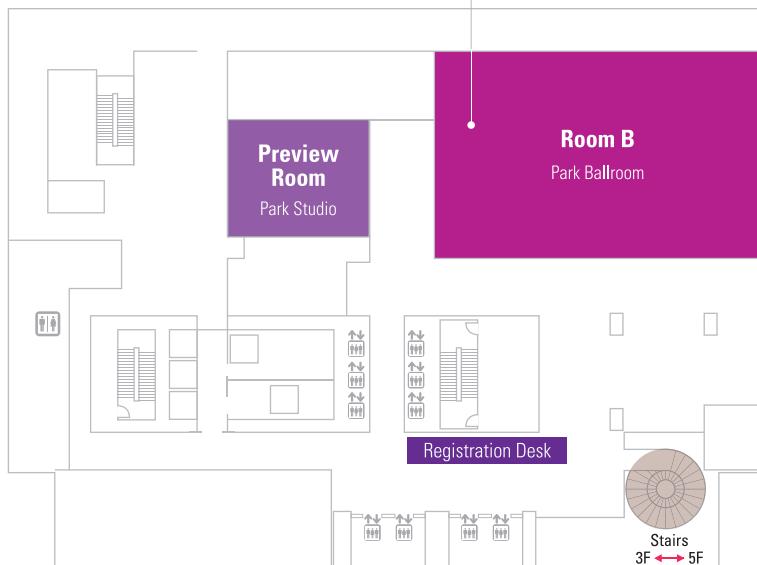 Preview
Room
Park Studio
Room B
Park Ballroom
Registration Desk
Stairs
3F 5F